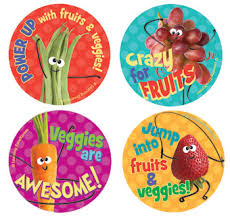 POWER UP with fruits & veggies!
Crazy
for
FRUITS
Veggies
are
AWESOME!
Jump
into
fruits
& veggies!